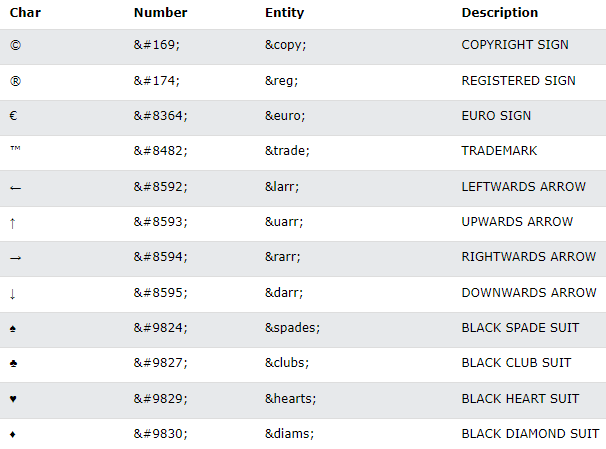 Char Number Entity Description
© &#169; &copy; COPYRIGHT SIGN
® &#174; &reg; REGISTERED SIGN
€ &#8364; &euro; EURO SIGN
™ &#8482; &trade; TRADEMARK
← &#8592; &larr; LEFTWARDS ARROW
↑ &#8593; &uarr; UPWARDS ARROW
→ &#8594; &rarr; RIGHTWARDS ARROW
↓ &#8595; &darr; DOWNWARDS ARROW
♠ &#9824; &spades; BLACK SPADE SUIT
♣ &#9827; &clubs; BLACK CLUB SUIT
♥ &#9829; &hearts; BLACK HEART SUIT
♦ &#9830; &diams; BLACK DIAMOND SUIT